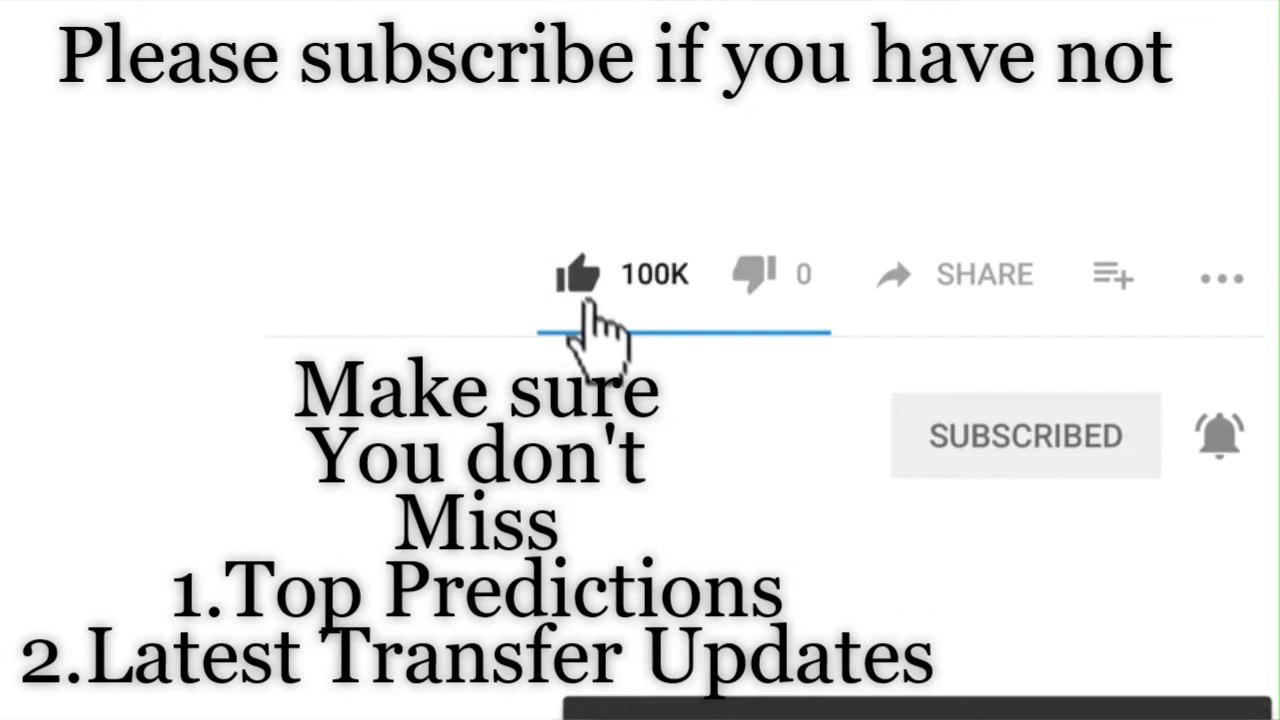 Please subscribe if you have not
100K 0 SHARE
Make sure
You don't
SUBSCRIBED
Miss
1.Top Predictions
2.Latest Transfer Updates